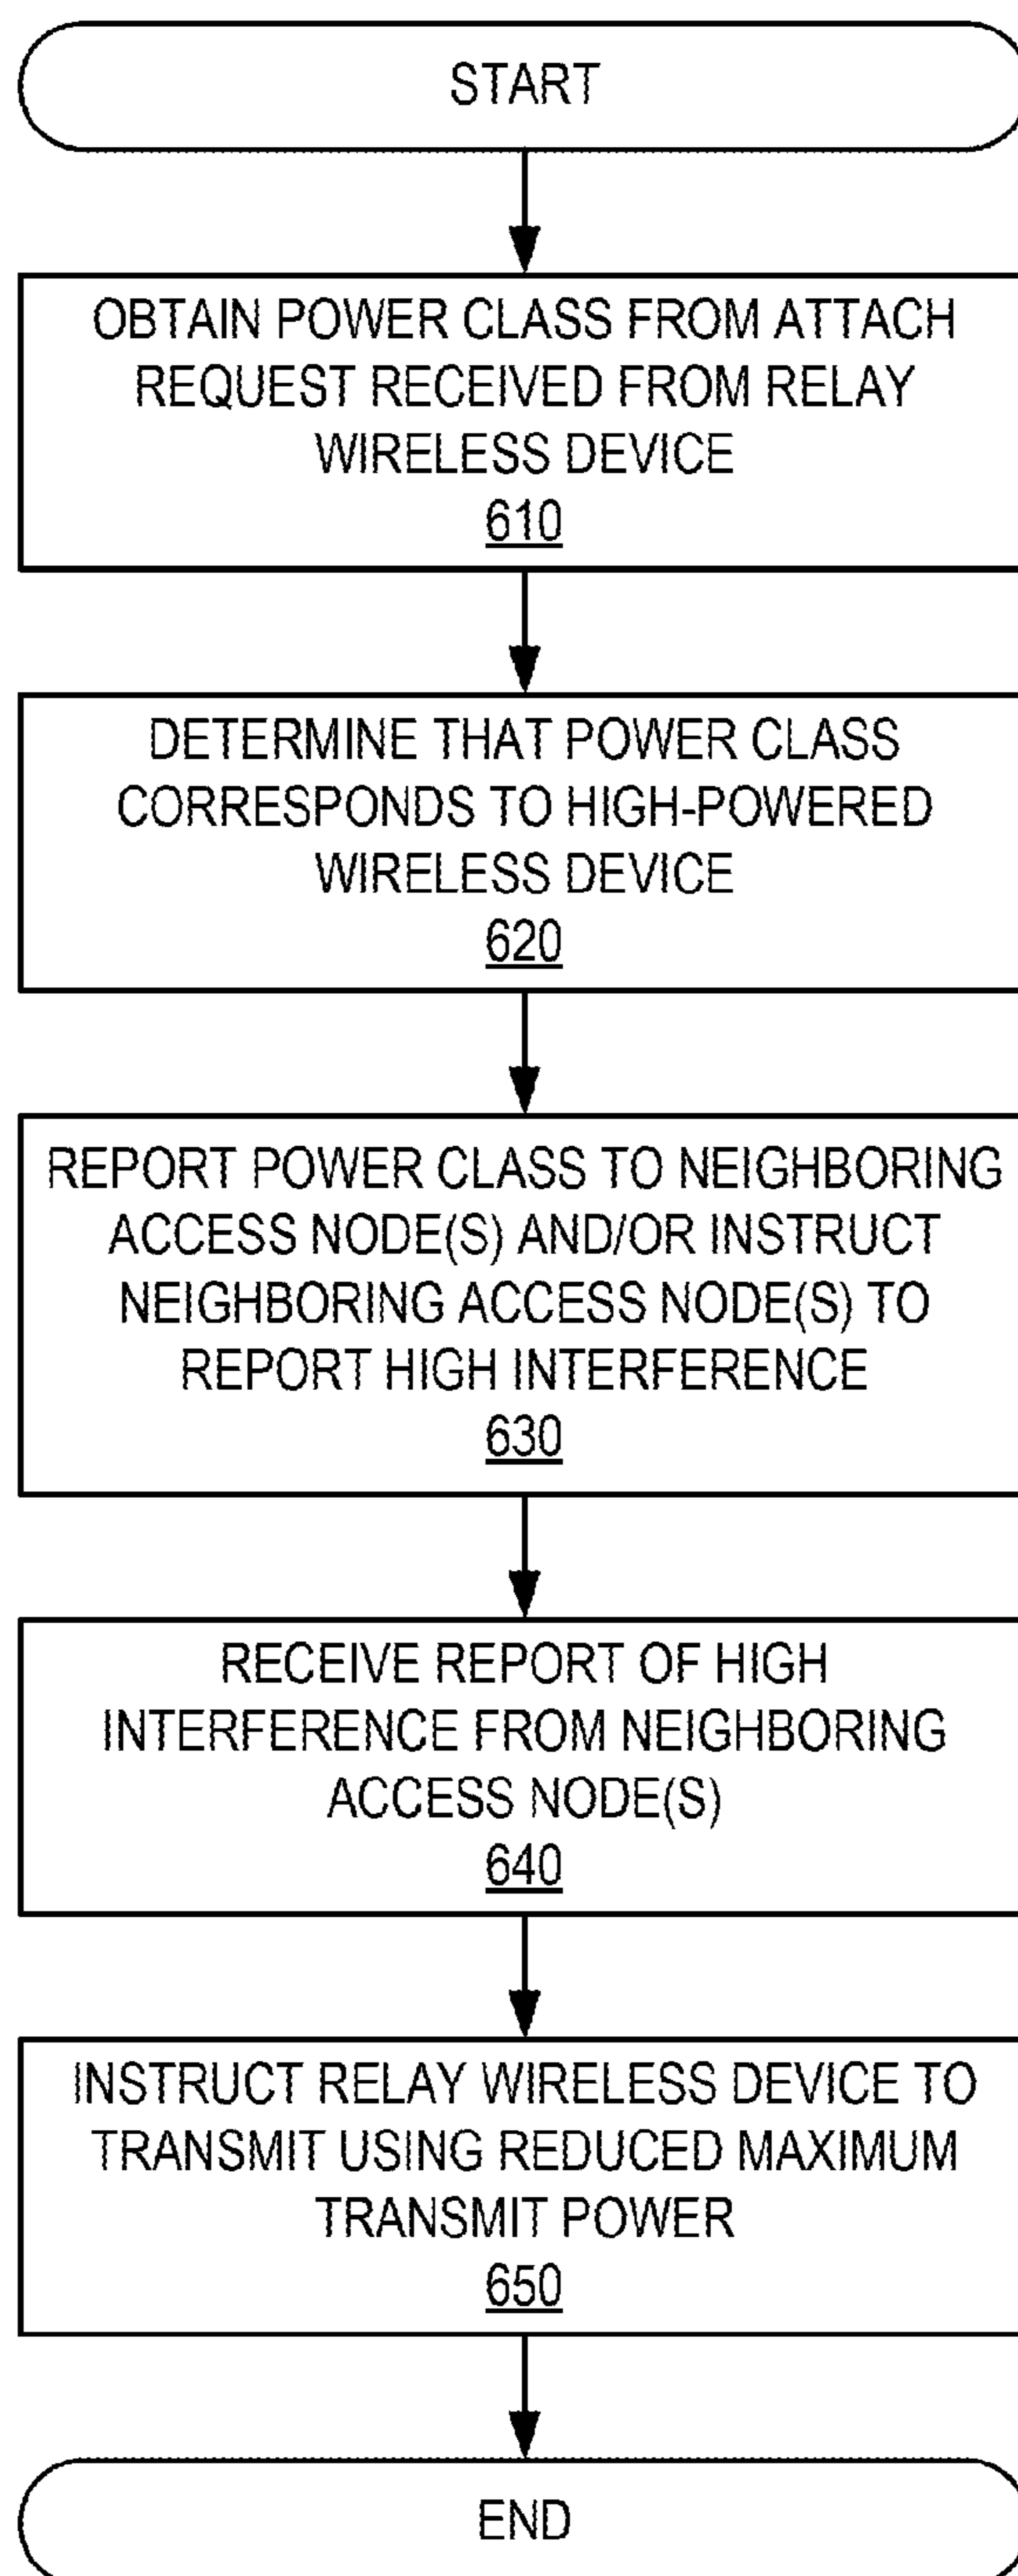 START
OBTAIN POWER CLASS FROM ATTACH
REQUEST RECEIVED FROM RELAY
WIRELESS DEVICE
610
DETERMINE THAT POWER CLASS
CORRESPONDS TO HIGH-POWERED
WIRELESS DEVICE
620
REPORT POWER CLASS TO NEIGHBORING
ACCESS NODE(S) AND/OR INSTRUCT
NEIGHBORING ACCESS NODE(S) TO
REPORT HIGH INTERFERENCE
630
RECEIVE REPORT OF HIGH
INTERFERENCE FROM NEIGHBORING
ACCESS NODE(S)
640
INSTRUCT RELAY WIRELESS DEVICE TO
TRANSMIT USING REDUCED MAXIMUM
TRANSMIT POWER
650
END